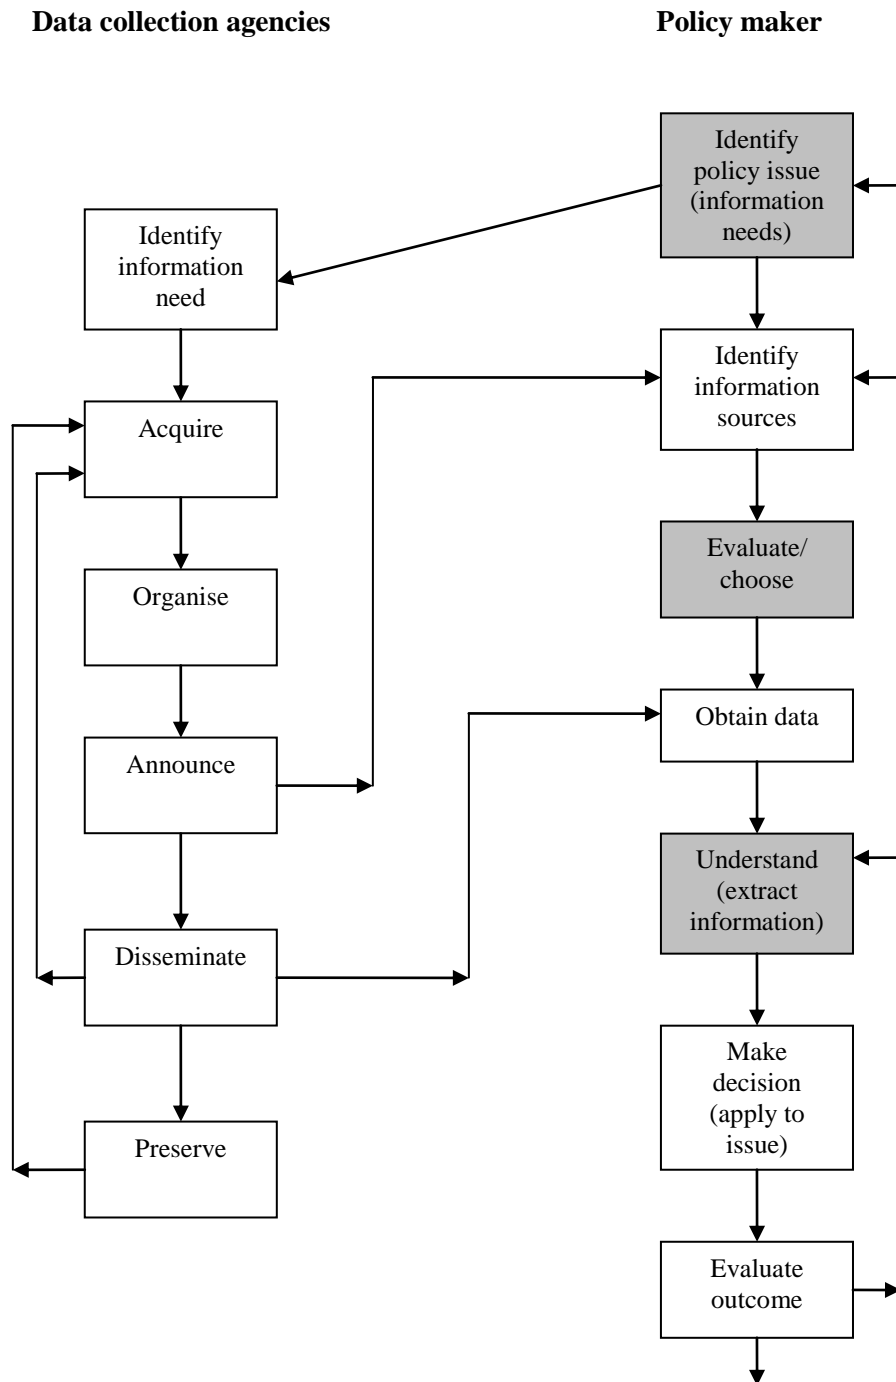 Data collection agencies
Policy maker
Identify
policy issue
(information
needs)
Identify
information
need
Identify
information
sources
Acquire
Evaluate/
choose
Organise
Obtain data
Announce
Understand
(extract
information)
Disseminate
Make
decision
(apply to
issue)
Preserve
Evaluate
outcome